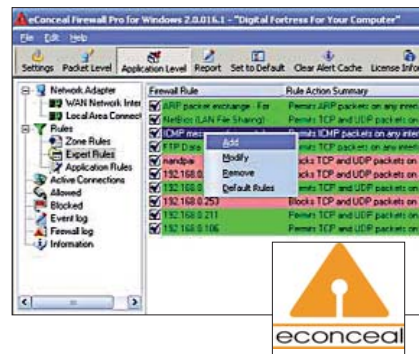 eConceal Firewall Pro for Windows 2.0.016.1 - "Digital Fortress For Your Computer"
File Edit Help
Settings Packet Level Application Level Report Set to Default Clear Alert Cache License Infor
Network Adapter
WAN Network Inter
Local Area Connect
Rules
Zone Rules
Expert Rules
Application Rules
Active Connections
Allowed
Blocked
Event log
Firewall log
Information
Firewall Rule Rule Action Summary
ARP packet exchange - For Permits ARP packets on any inter
NetBios (LAN File Sharing) - Permits TCP and UDP packets on
ICMP mes Permits ICMP packets on any inter
FTP Data Permits TCP packets on any interf
nandpai ocks TCP and UDP packets on
192.168.0. ocks TCP and UDP packets on
192.168.0. mits TCP and UDP packets on
192.168.0.253 Blocks TCP and UDP packets on
192.168.0.211 Permits TCP and UDP packets on
192.168.0.106 Permits TCP and UDP packets on
Add
Modify
Remove
Default Rules
econceal